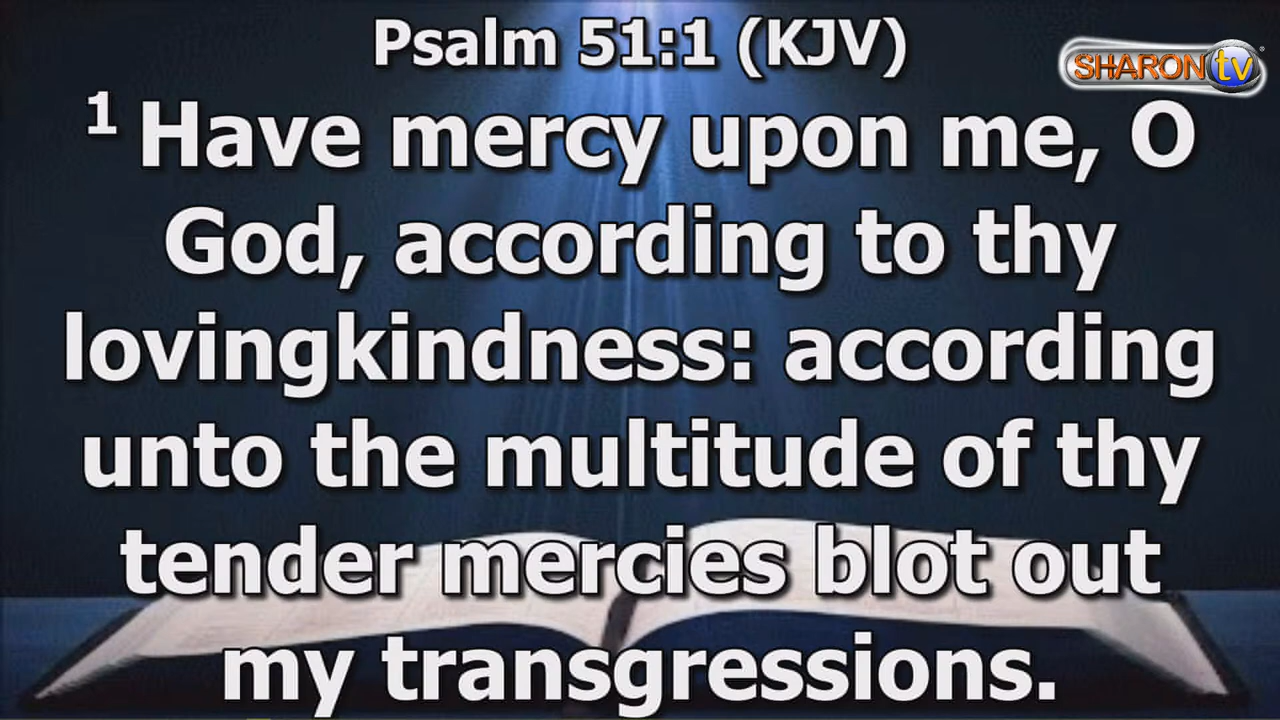 Psalm 51:1 (KJV)
SHARON tv
1 Have mercy upon me, O
God, according to thy
lovingkindness: according
unto the multitude of thy
tender mercies blot out
my transgressions.